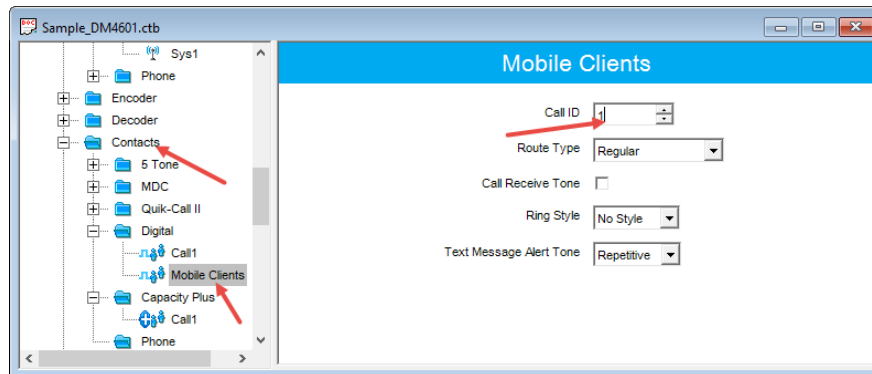 Sample_DM4601.ctb
Sys1
Phone
Encoder
Decoder
Contacts
5 Tone
MDC
Quik-Call II
Digital
Call1
Mobile Clients
Capacity Plus
Call1
Phone
Mobile Clients
Call ID 1
Route Type Regular
Call Receive Tone
Ring Style No Style
Text Message Alert Tone Repetitive